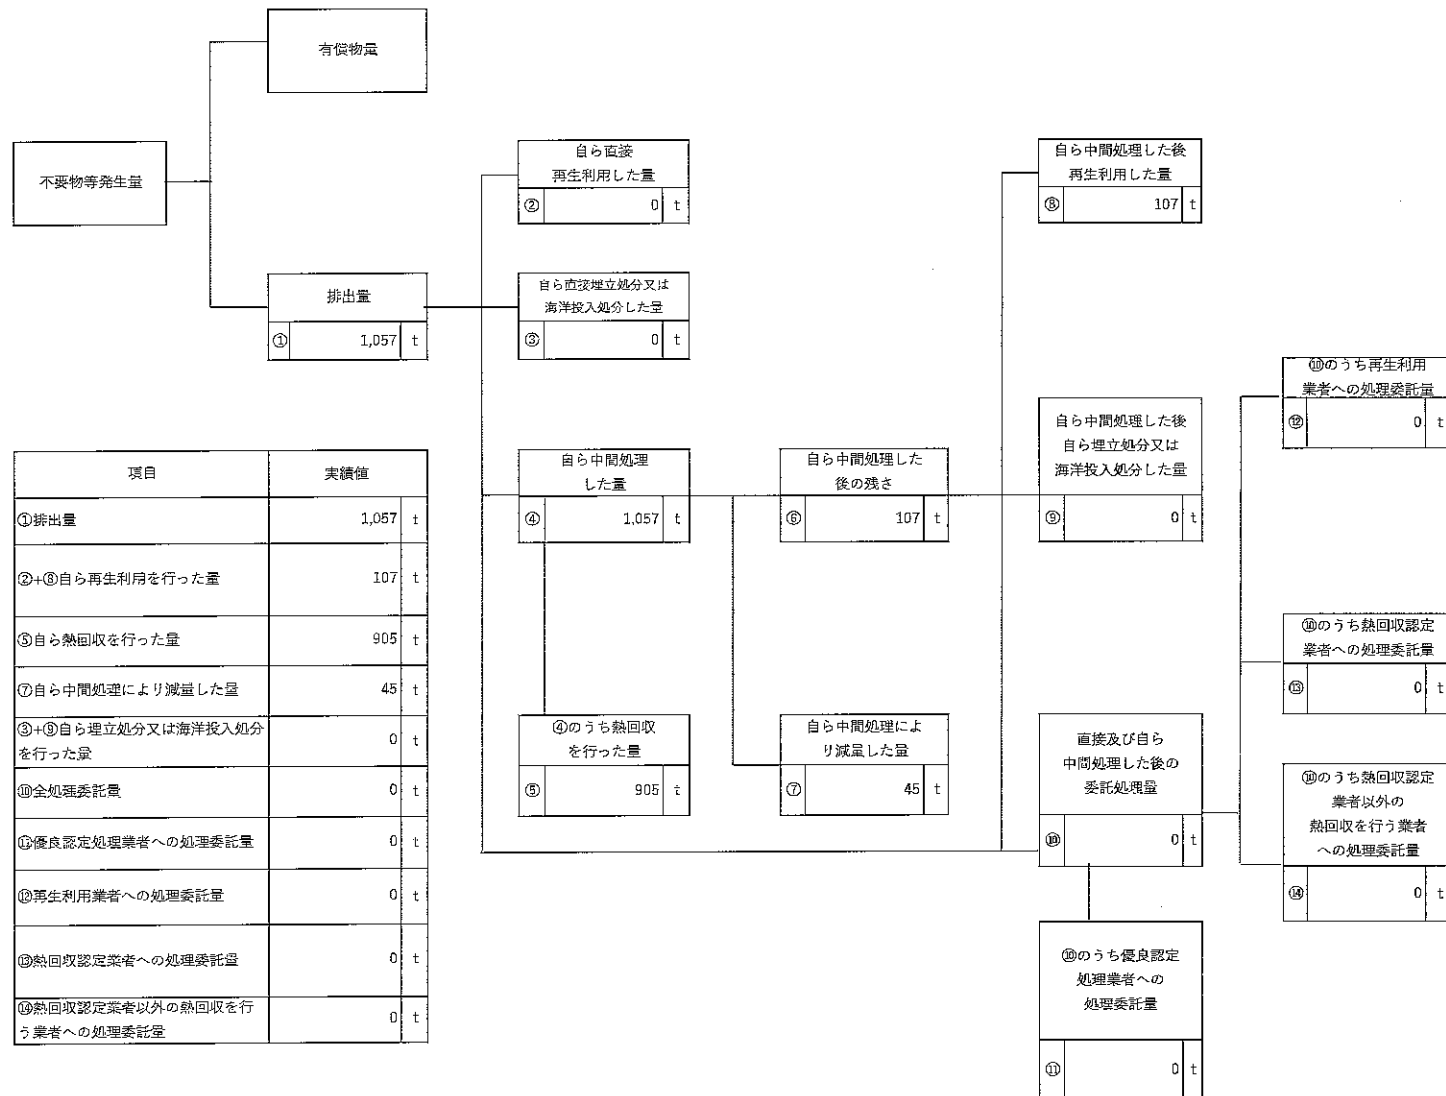 有償物量
不要物等発生量
排出量
① 1,057 t
自ら直接
再生利用した量
② 0 t
自ら直接埋立処分又は
海洋投入処分した量
③ 0 t
自ら中間処理
した量
④ 1,057 t
④のうち熱回収
を行った量
⑤ 905 t
自ら中間処理した
後の残さ
⑥ 107 t
自ら中間処理によ
り減量した量
⑦ 45 t
自ら中間処理した後
再生利用した量
⑧ 107 t
自ら中間処理した後
自ら埋立処分又は
海洋投入処分した量
⑨ 0 t
直接及び自ら
中間処理した後の
委託処理量
⑩ 0 t
⑩のうち優良認定
処理業者への
処理委託量
⑪ 0 t
⑩のうち再生利用
業者への処理委託量
⑫ 0 t
⑩のうち熱回収認定
業者への処理委託量
⑬ 0 t
⑩のうち熱回収認定
業者以外の
熱回収を行う業者
への処理委託量
⑭ 0 t
項目 実績値
①排出量 1,057 t
②+⑧自ら再生利用を行った量 107 t
⑤自ら熱回収を行った量 905 t
⑦自ら中間処理により減量した量 45 t
③+⑨自ら埋立処分又は海洋投入処分
を行った量 0 t
⑩全処理委託量 0 t
⑪優良認定処理業者への処理委託量 0 t
⑫再生利用業者への処理委託量 0 t
⑬熱回収認定業者への処理委託量 0 t
⑭熱回収認定業者以外の熱回収を行
う業者への処理委託量 0 t